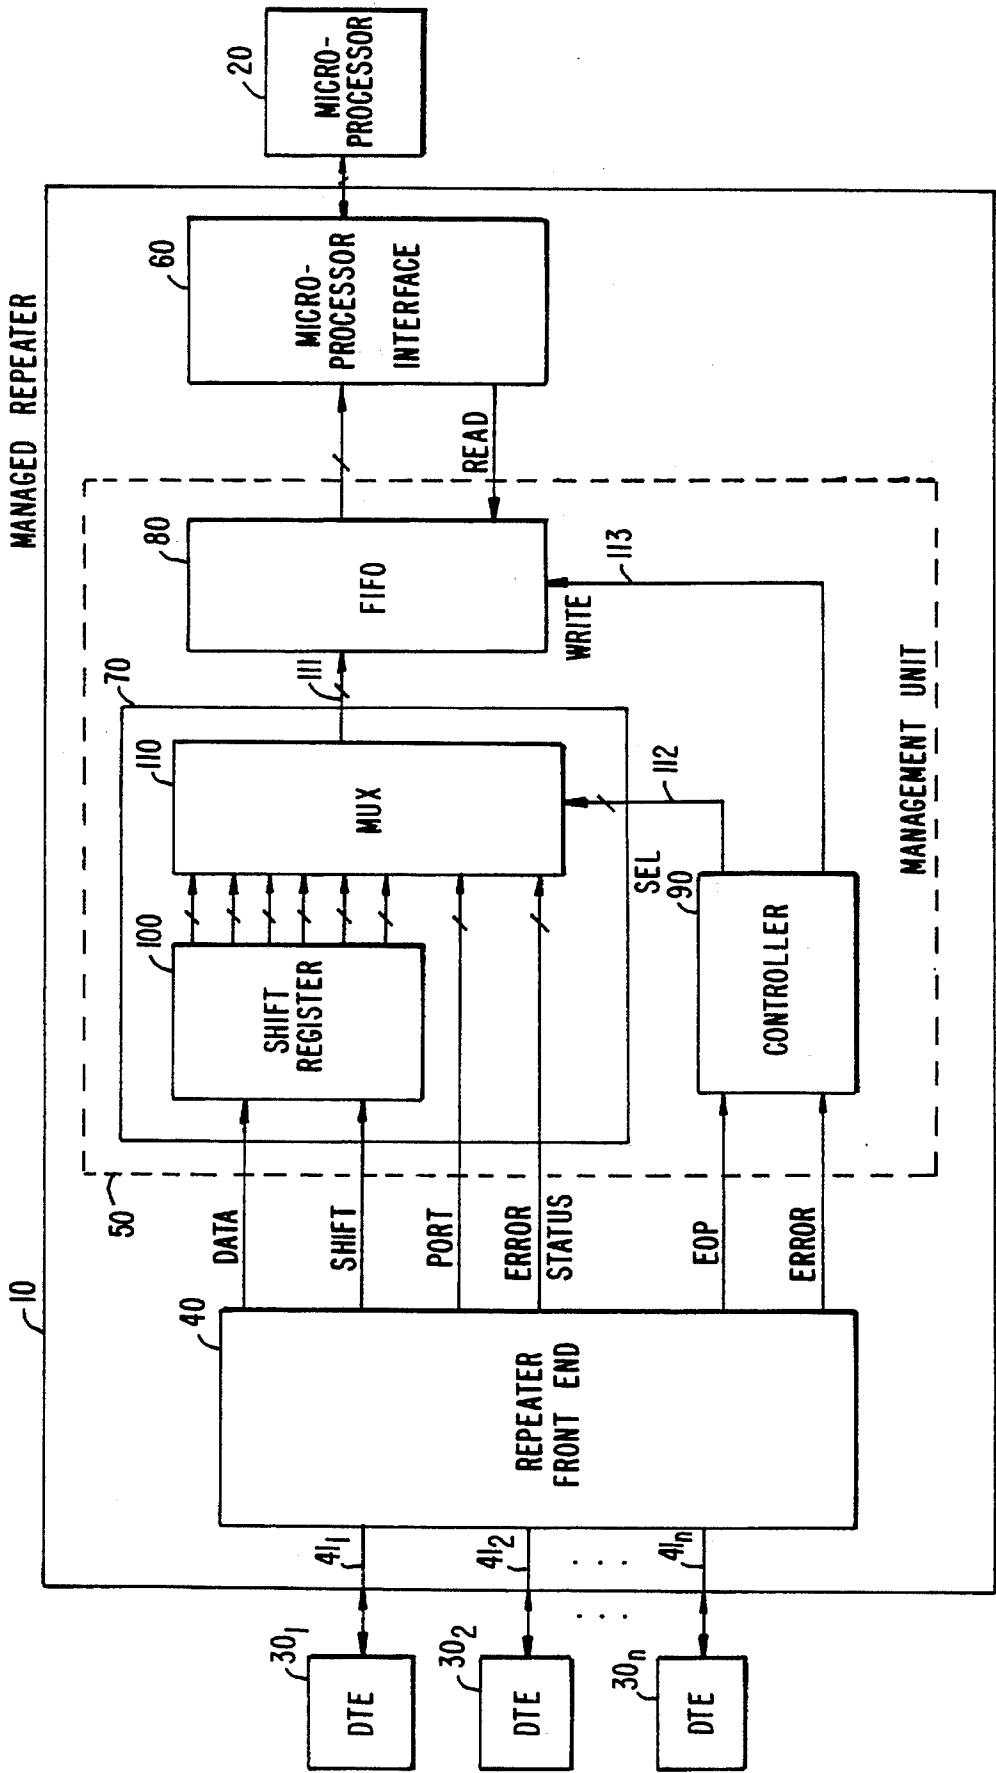 MANAGED REPEATER
10
20
MICRO-
PROCESSOR
60
MICRO-
PROCESSOR
INTERFACE
READ
50
MANAGEMENT UNIT
80
FIFO
WRITE
113
70
111
110
MUX
112
SEL
100
SHIFT
REGISTER
90
CONTROLLER
DATA
SHIFT
PORT
ERROR
STATUS
EOP
ERROR
40
REPEATER
FRONT END
41₁
41₂
. . .
41ₙ
30₁
DTE
30₂
DTE
. . .
30ₙ
DTE